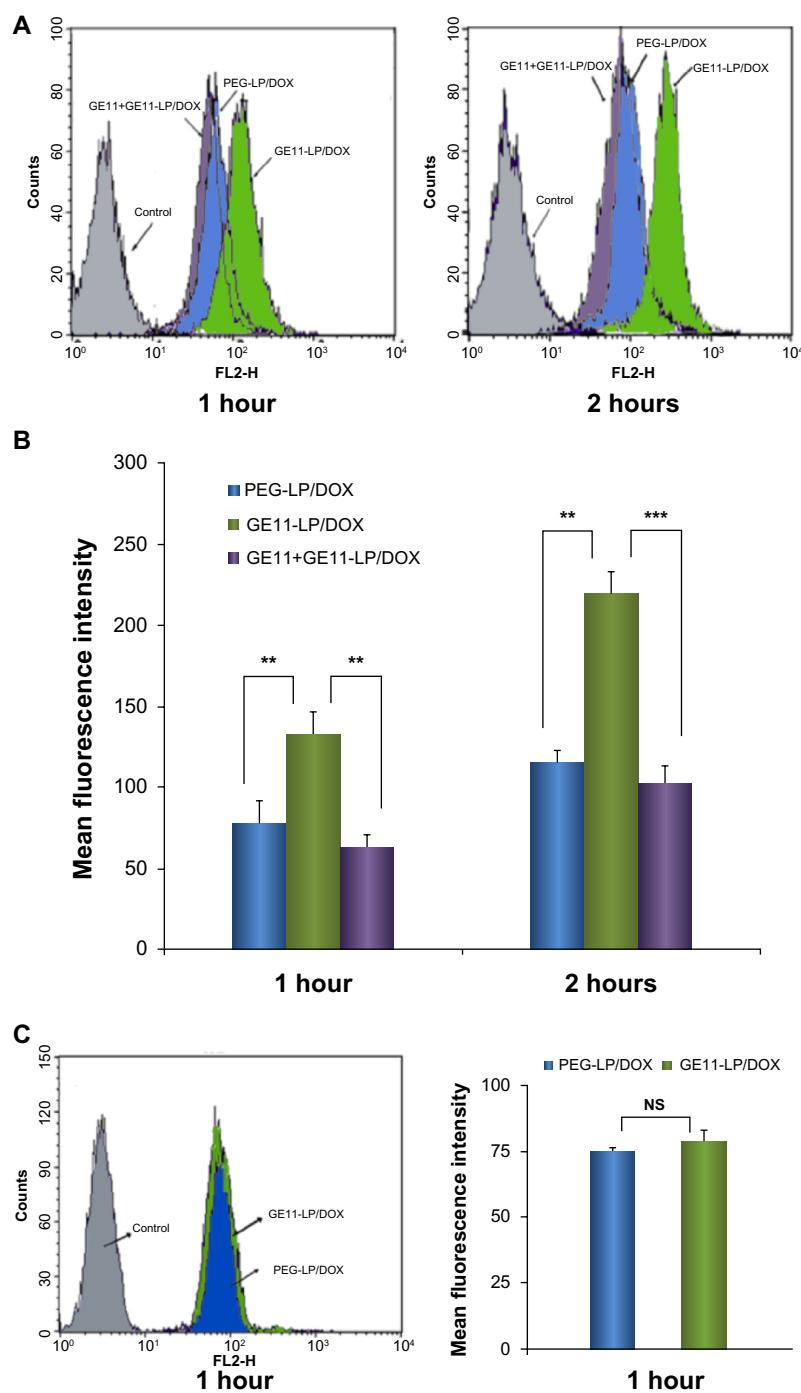 A
100
80
60
40
20
0
Counts
GE11+GE11-LP/DOX
PEG-LP/DOX
GE11-LP/DOX
Control
10⁰ 10¹ 10² 10³ 10⁴
FL2-H
1 hour
100
80
60
40
20
0
Counts
PEG-LP/DOX
GE11+GE11-LP/DOX
GE11-LP/DOX
Control
10⁰ 10¹ 10² 10³ 10⁴
FL2-H
2 hours
B
300
250
200
150
100
50
0
Mean fluorescence intensity
PEG-LP/DOX
GE11-LP/DOX
GE11+GE11-LP/DOX
** **
** ***
1 hour 2 hours
C
150
120
90
60
30
0
Counts
Control
GE11-LP/DOX
PEG-LP/DOX
10⁰ 10¹ 10² 10³ 10⁴
FL2-H
1 hour
PEG-LP/DOX GE11-LP/DOX
100
75
50
25
0
Mean fluorescence intensity
NS
1 hour